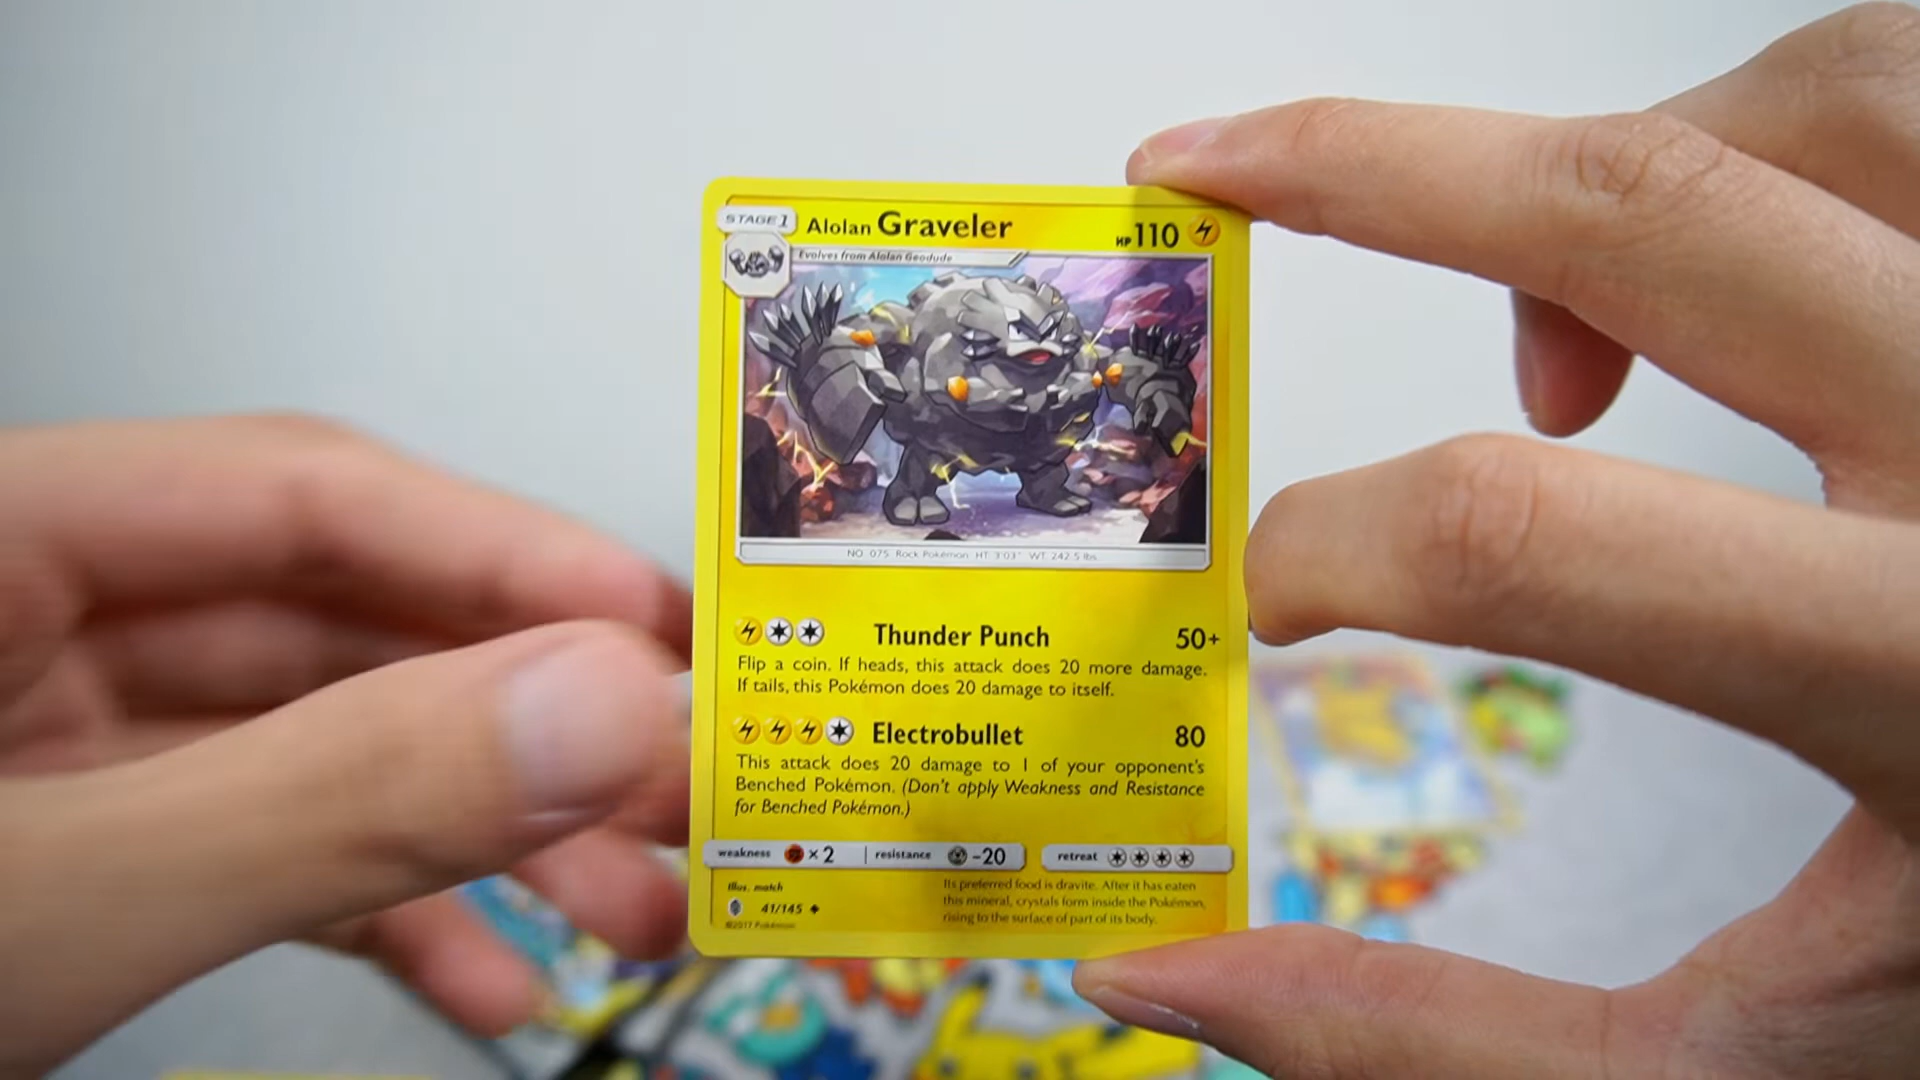 STAGE 1 Alolan Graveler HP 110
Evolves from Alolan Geodude
NO. 075 Rock Pokémon HT: 3'03" WT: 242.5 lbs.
Thunder Punch 50+
Flip a coin. If heads, this attack does 20 more damage.
If tails, this Pokémon does 20 damage to itself.
Electrobullet 80
This attack does 20 damage to 1 of your opponent's
Benched Pokémon. (Don't apply Weakness and Resistance
for Benched Pokémon.)
weakness ×2 resistance -20 retreat
Illus. match
41/145
©2017 Pokémon
Its preferred food is dravite. After it has eaten
this mineral, crystals form inside the Pokémon,
rising to the surface of part of its body.